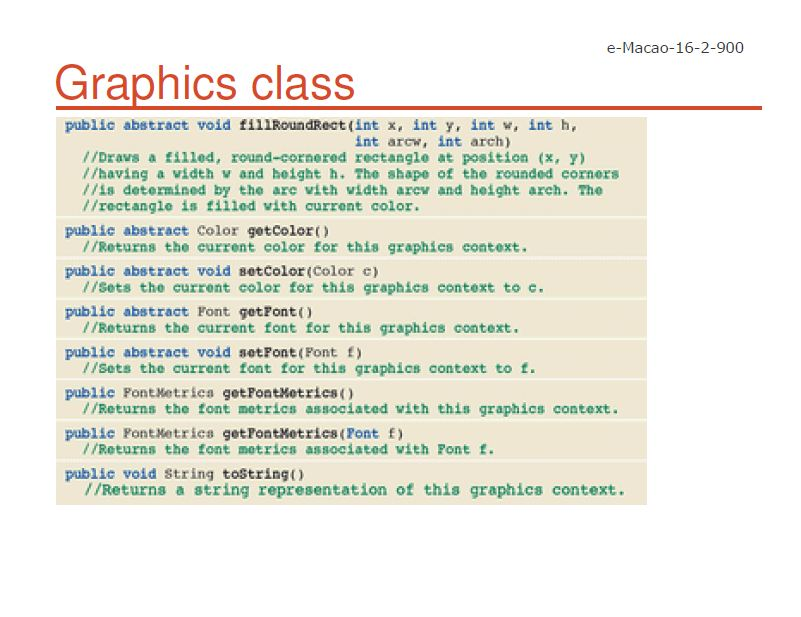 e-Macao-16-2-900
Graphics class
public abstract void fillRoundRect(int x, int y, int w, int h,
int arcw, int arch)
//Draws a filled, round-cornered rectangle at position (x, y)
//having a width w and height h. The shape of the rounded corners
//is determined by the arc with width arcw and height arch. The
//rectangle is filled with current color.
public abstract Color getColor()
//Returns the current color for this graphics context.
public abstract void setColor(Color c)
//Sets the current color for this graphics context to c.
public abstract Font getFont()
//Returns the current font for this graphics context.
public abstract void setFont(Font f)
//Sets the current font for this graphics context to f.
public FontMetrics getFontMetrics()
//Returns the font metrics associated with this graphics context.
public FontMetrics getFontMetrics(Font f)
//Returns the font metrics associated with Font f.
public void String toString()
//Returns a string representation of this graphics context.